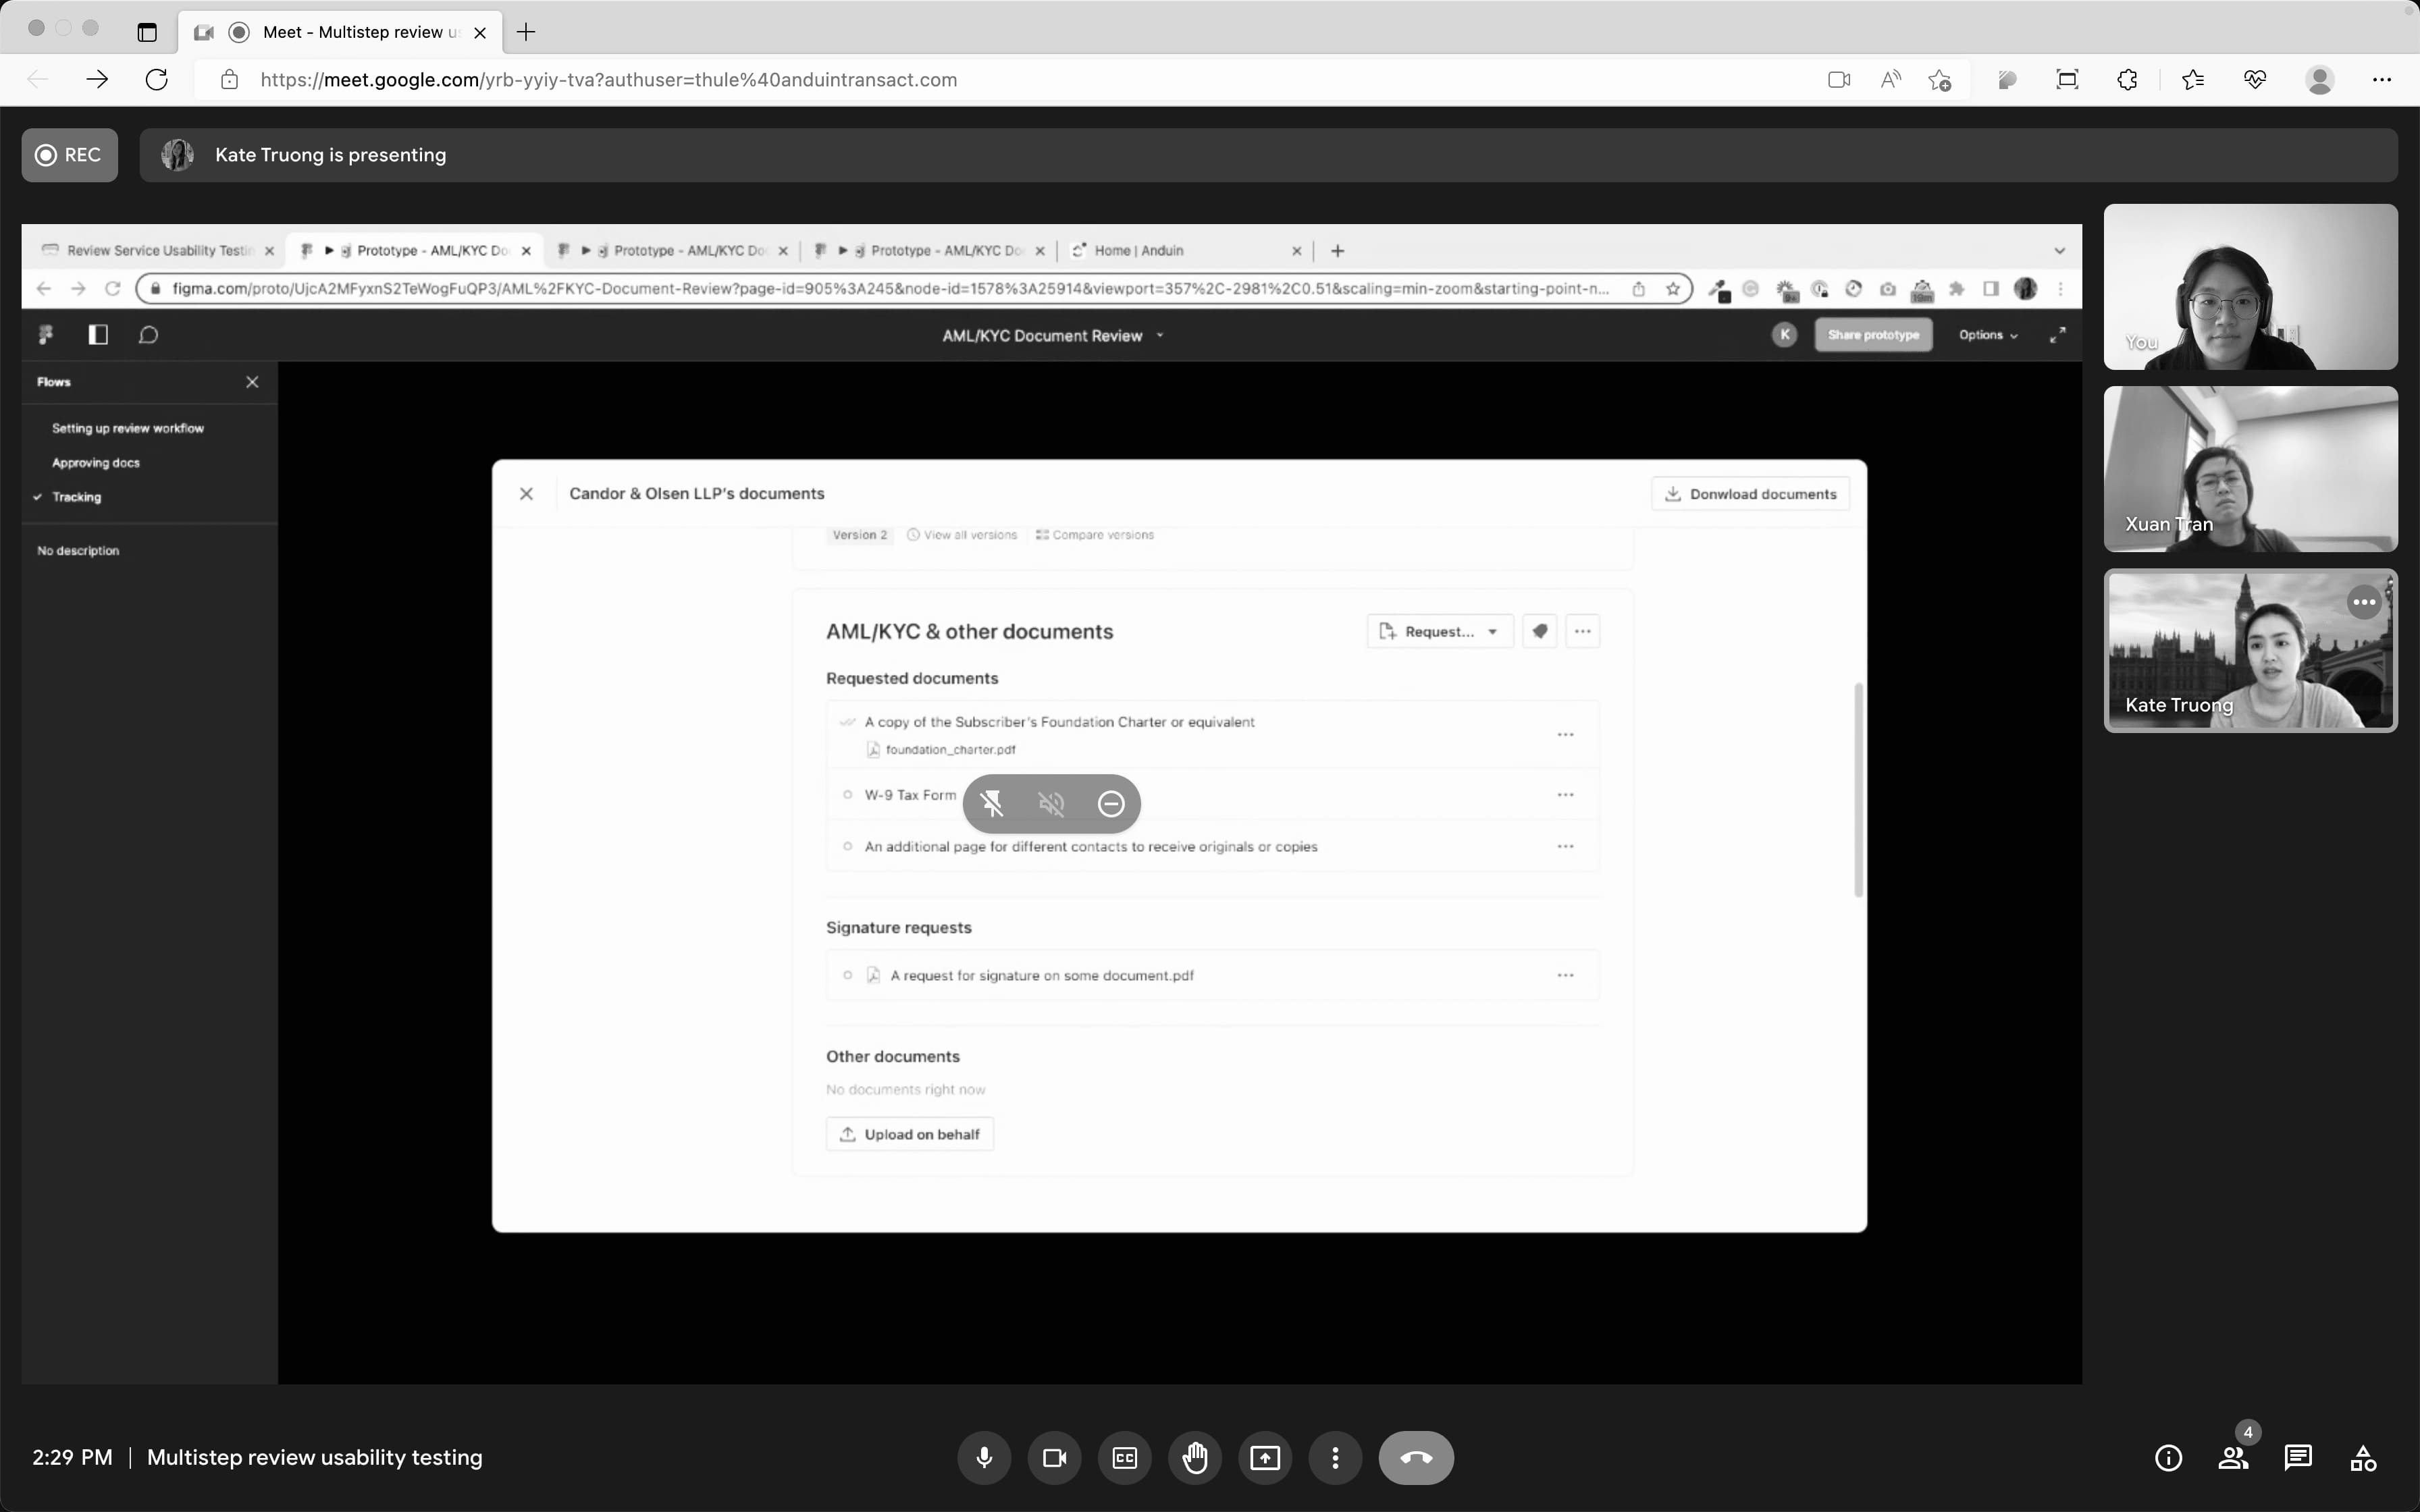 Meet - Multistep review u
https://meet.google.com/yrb-yyiy-tva?authuser=thule%40anduintransact.com
REC
Kate Truong is presenting
Review Service Usability Testin
Prototype - AML/KYC Do
Prototype - AML/KYC Do
Prototype - AML/KYC Do
Home | Anduin
figma.com/proto/UjcA2MFyxnS2TeWogFuQP3/AML%2FKYC-Document-Review?page-id=905%3A245&node-id=1578%3A25914&viewport=357%2C-2981%2C0.51&scaling=min-zoom&starting-point-n...
AML/KYC Document Review
K
Share prototype
Options
Flows
Setting up review workflow
Approving docs
Tracking
No description
Candor & Olsen LLP's documents
Donwload documents
Version 2
View all versions
Compare versions
AML/KYC & other documents
Request...
Requested documents
A copy of the Subscriber's Foundation Charter or equivalent
foundation_charter.pdf
W-9 Tax Form
An additional page for different contacts to receive originals or copies
Signature requests
A request for signature on some document.pdf
Other documents
No documents right now
Upload on behalf
You
Xuan Tran
Kate Truong
2:29 PM
Multistep review usability testing
CC
4